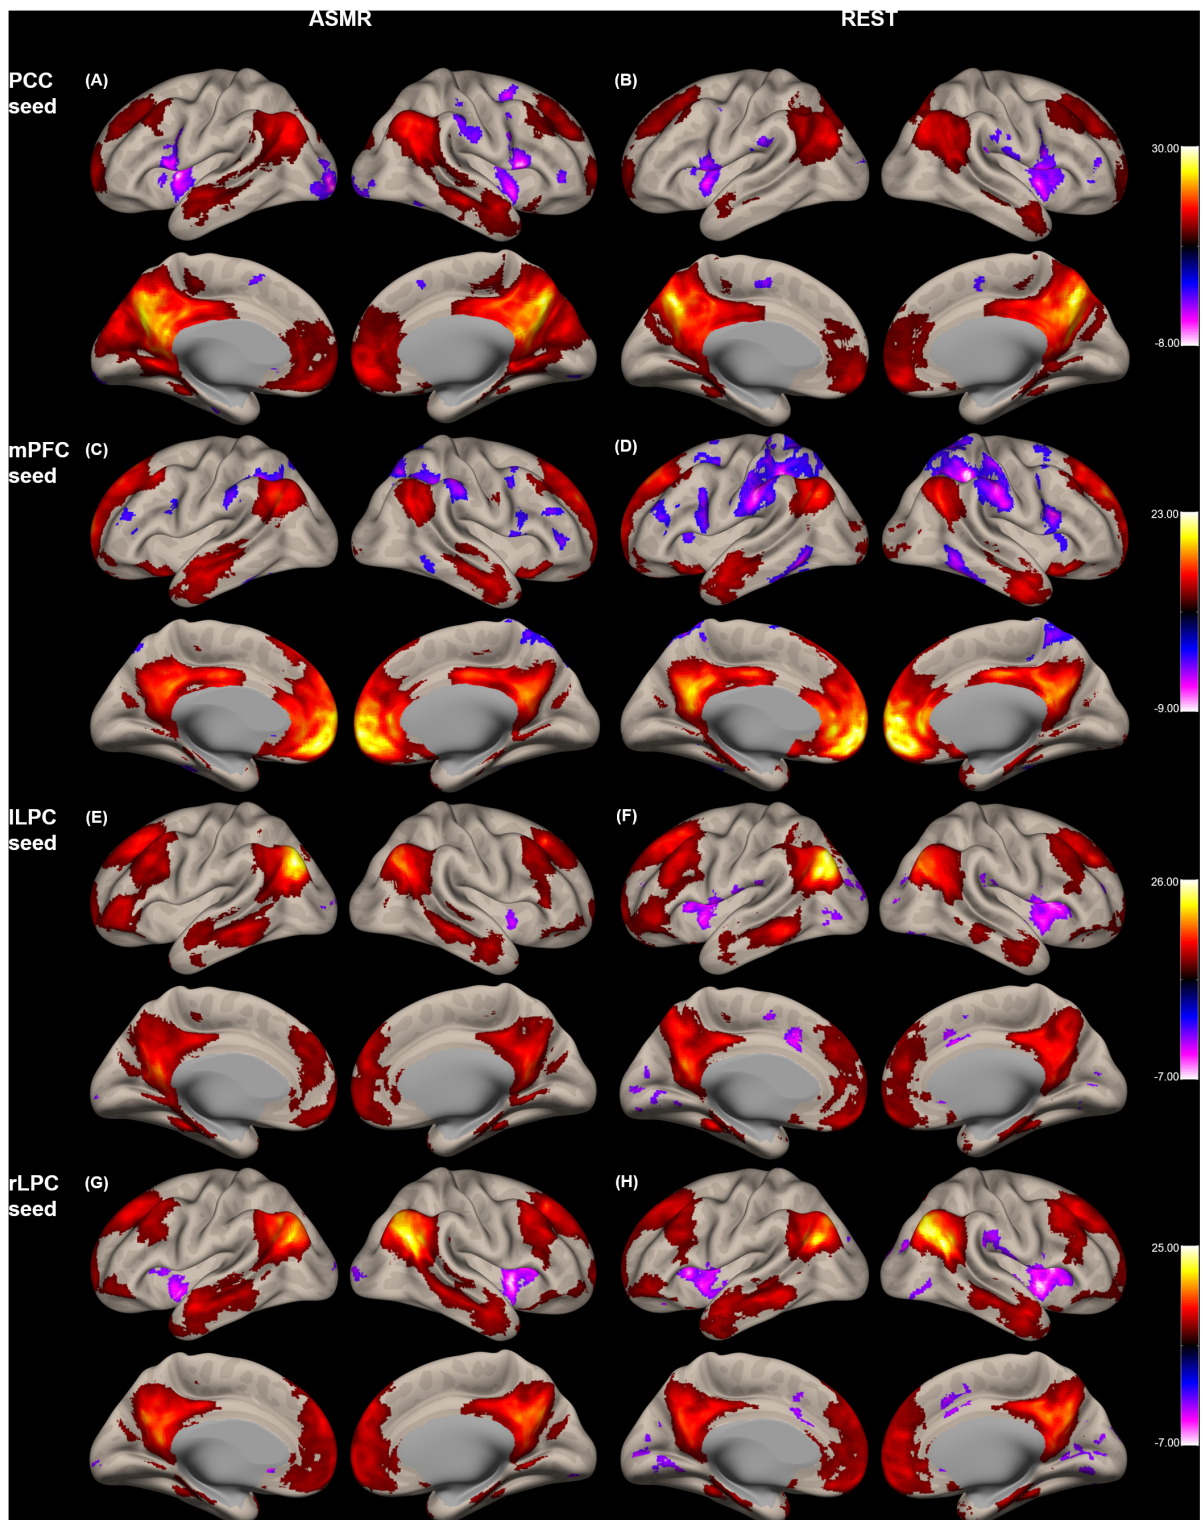 ASMR REST
PCC seed (A) (B)
30.00
-8.00
mPFC seed (C) (D)
23.00
-9.00
lLPC seed (E) (F)
26.00
-7.00
rLPC seed (G) (H)
25.00
-7.00